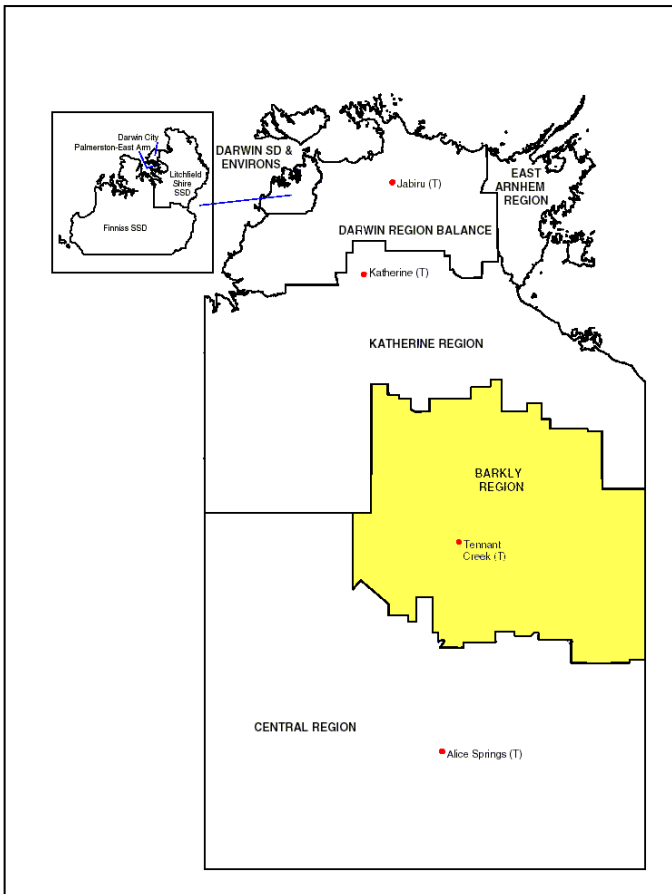 Darwin City
Palmerston-East Arm
Litchfield
Shire
SSD
Finniss SSD
DARWIN SD &
ENVIRONS
EAST
ARNHEM
REGION
Jabiru (T)
DARWIN REGION BALANCE
Katherine (T)
KATHERINE REGION
BARKLY
REGION
Tennant
Creek (T)
CENTRAL REGION
Alice Springs (T)